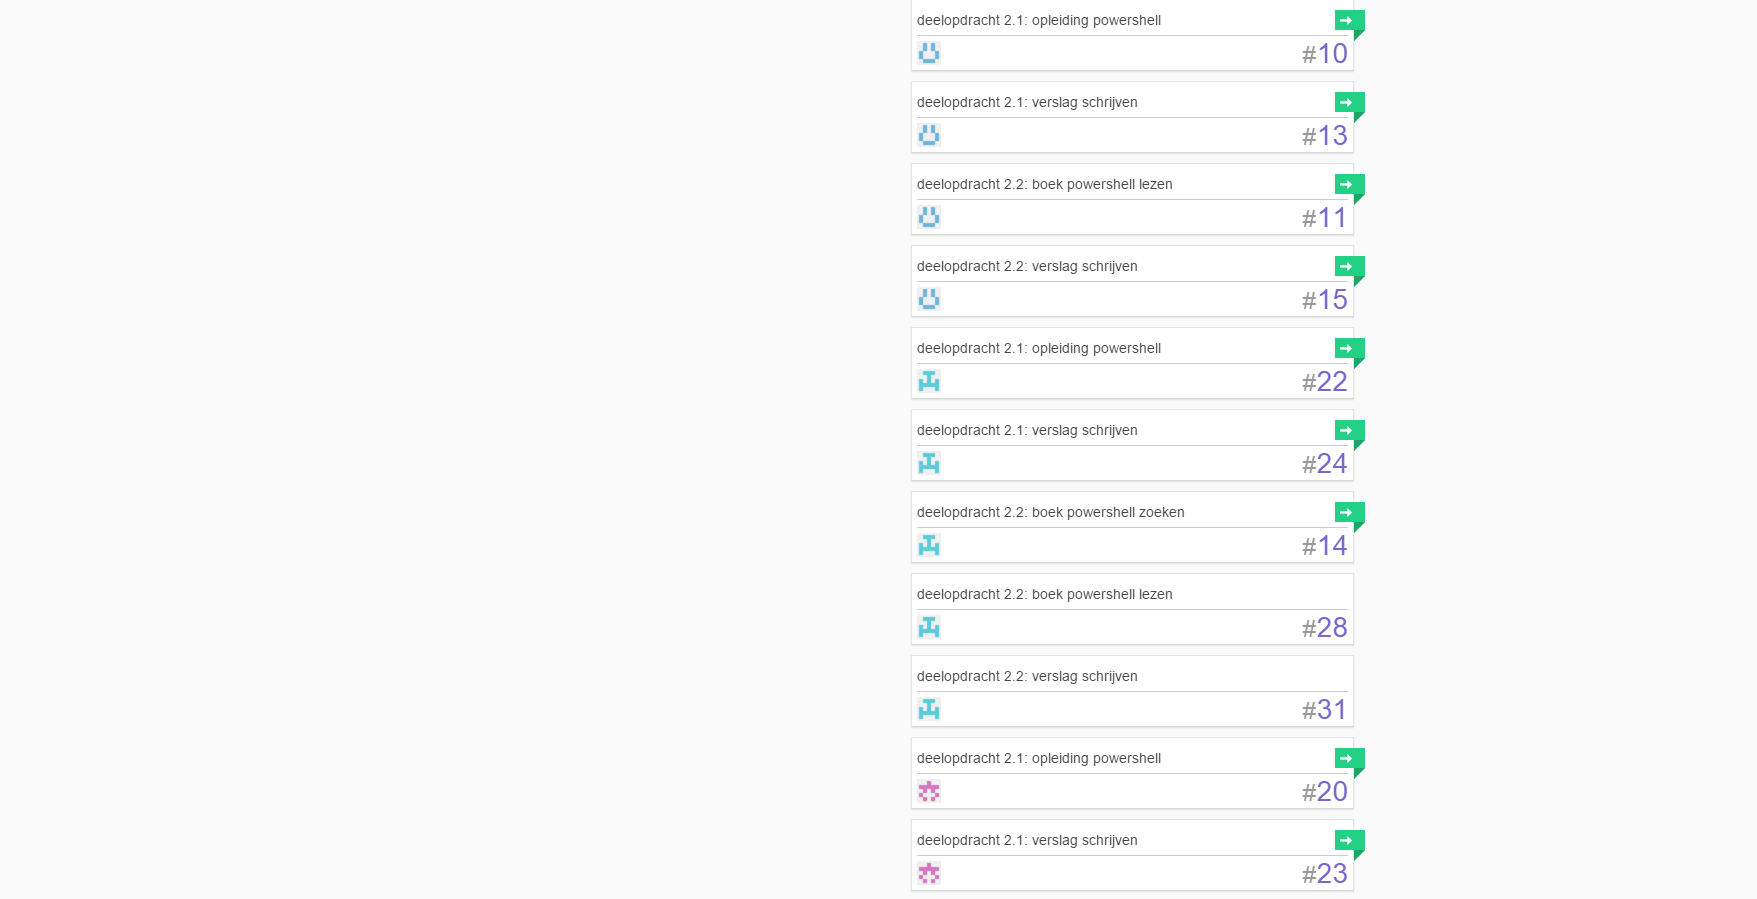 deelopdracht 2.1: opleiding powershell
#10
deelopdracht 2.1: verslag schrijven
#13
deelopdracht 2.2: boek powershell lezen
#11
deelopdracht 2.2: verslag schrijven
#15
deelopdracht 2.1: opleiding powershell
#22
deelopdracht 2.1: verslag schrijven
#24
deelopdracht 2.2: boek powershell zoeken
#14
deelopdracht 2.2: boek powershell lezen
#28
deelopdracht 2.2: verslag schrijven
#31
deelopdracht 2.1: opleiding powershell
#20
deelopdracht 2.1: verslag schrijven
#23